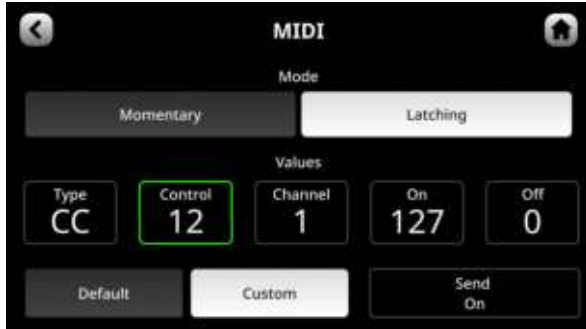 MIDI
Mode
Momentary Latching
Values
Type Control Channel On Off
CC 12 1 127 0
Default Custom Send
On